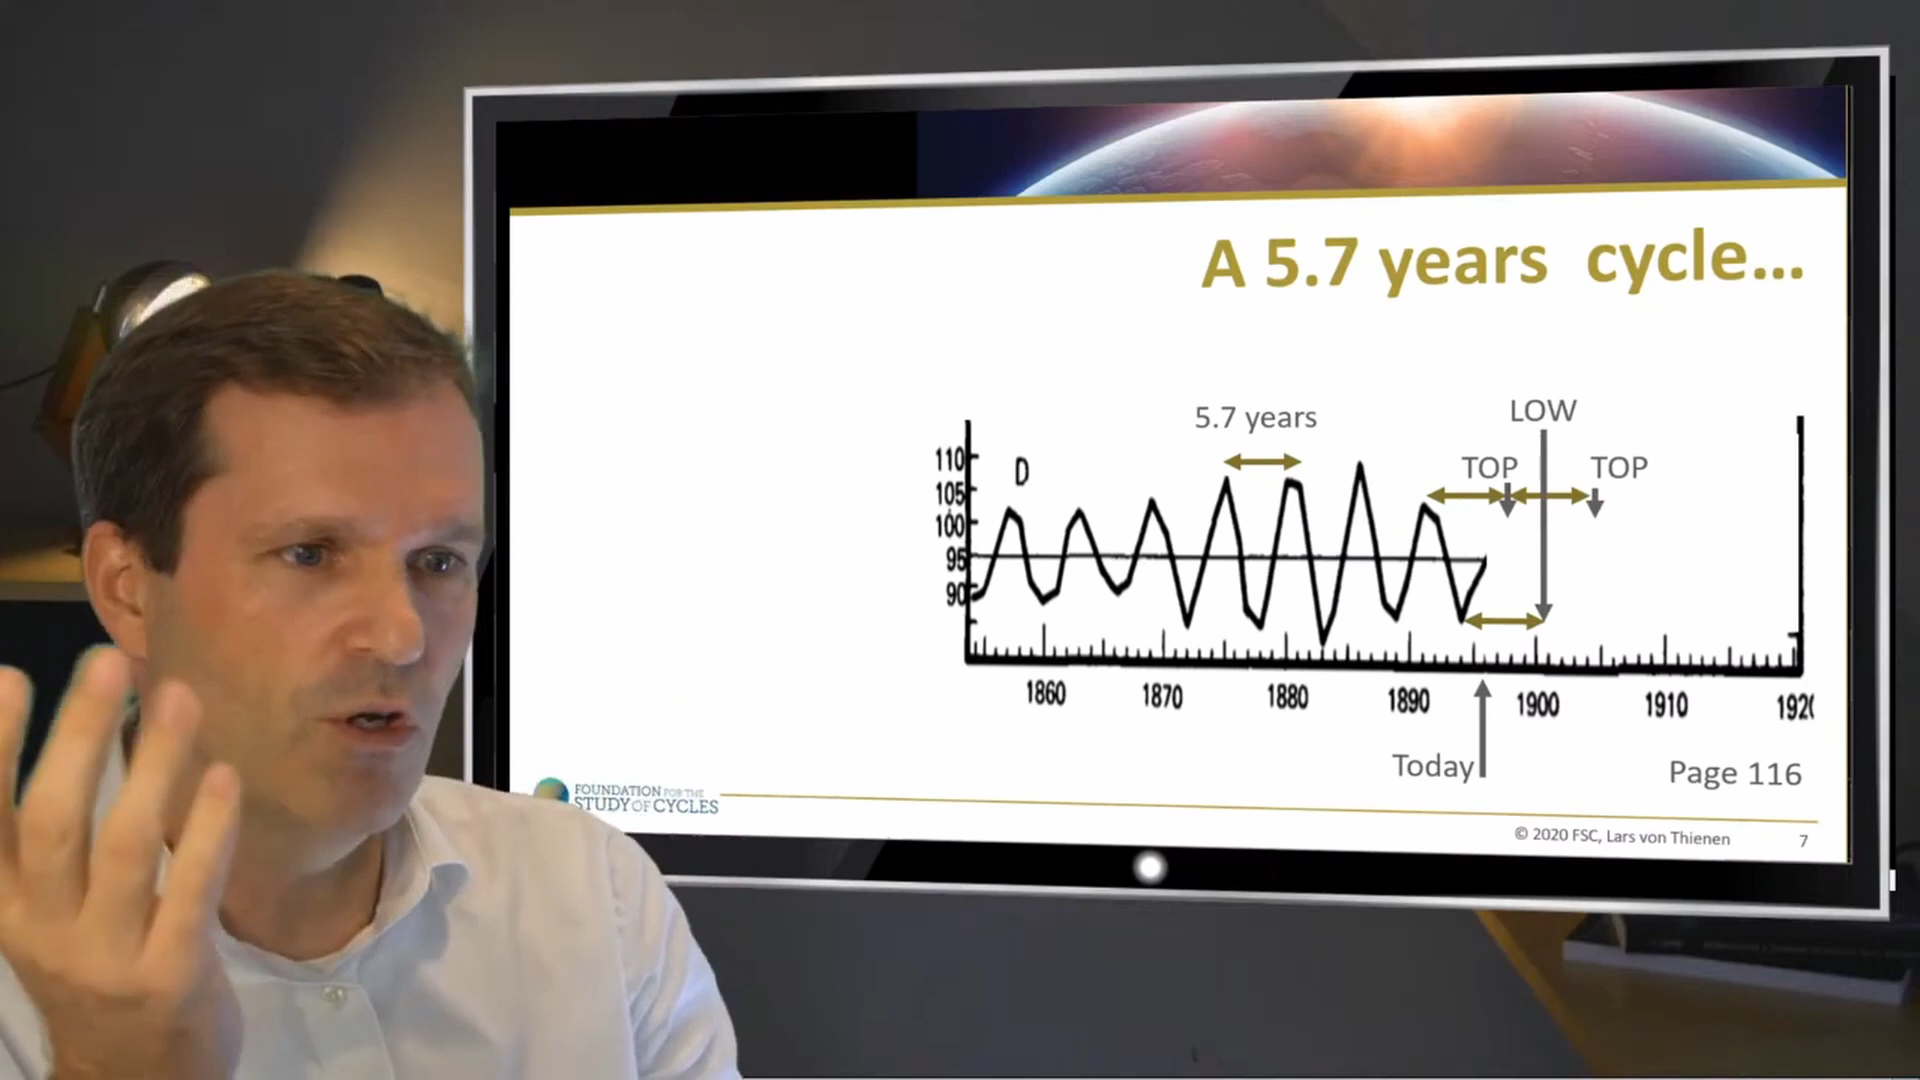 A 5.7 years cycle...
5.7 years
LOW
TOP
TOP
D
110
105
100
95
90
1860
1870
1880
1890
1900
1910
192
Today
Page 116
FOUNDATION FOR THE
STUDY OF CYCLES
© 2020 FSC, Lars von Thienen
7